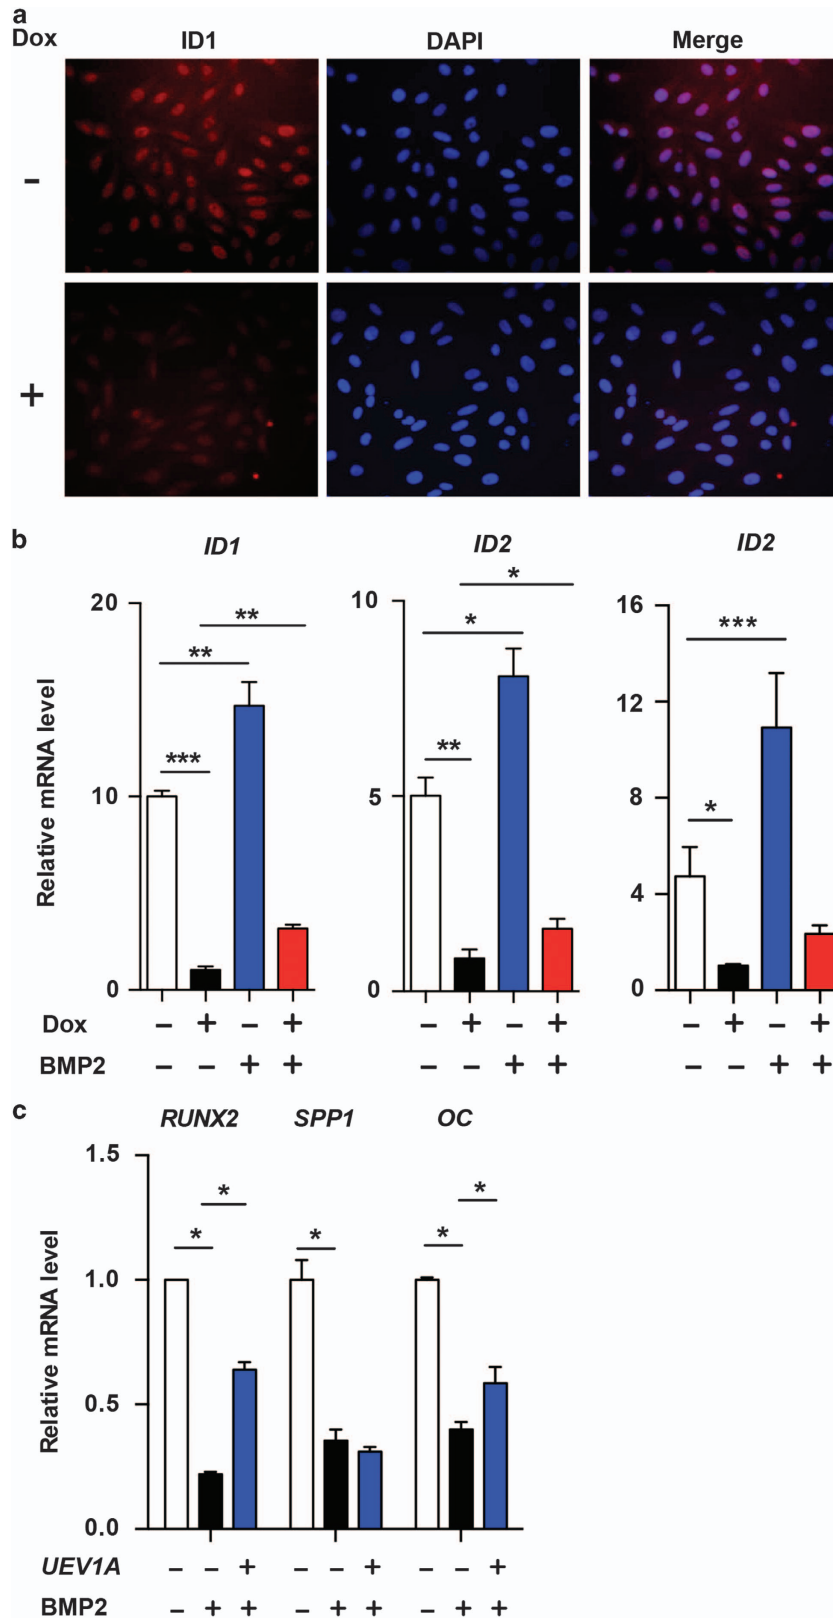 a
Dox ID1 DAPI Merge
-
+
b
ID1 ID2 ID2
Relative mRNA level
20
10
0
***
**
**
10
5
0
**
*
*
16
12
8
4
0
*
***
Dox − + − + − + − + − + − +
BMP2 − − + + − − + + − − + +
c
RUNX2 SPP1 OC
Relative mRNA level
1.5
1.0
0.5
0.0
*
*
*
*
*
UEV1A − − + − − + − − +
BMP2 − + + − + + − + +